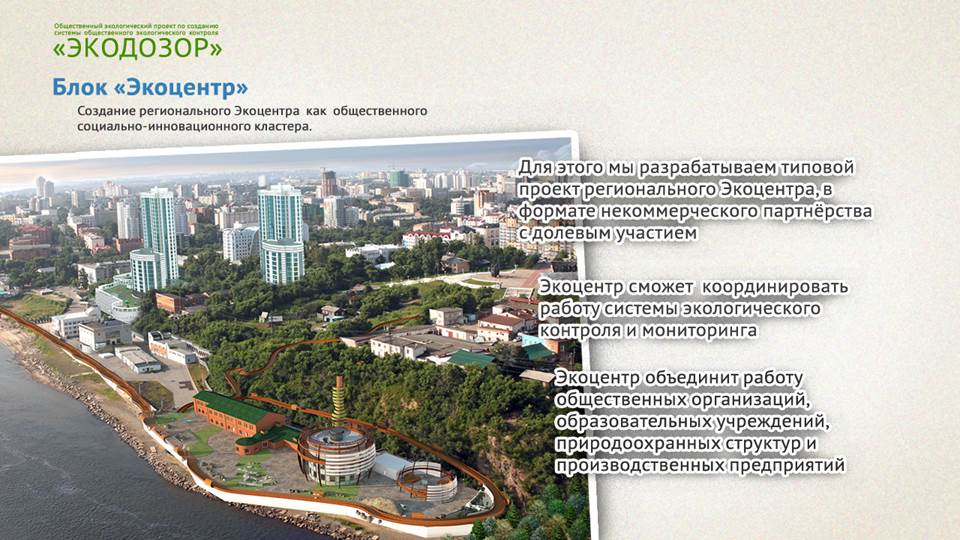 Общественный экологический проект по созданию
системы общественного экологического контроля
«ЭКОДОЗОР»
Блок «Экоцентр»
Создание регионального Экоцентра как общественного
социально-инновационного кластера.
Для этого мы разрабатываем типовой
проект регионального Экоцентра, в
формате некоммерческого партнёрства
с долевым участием
Экоцентр сможет координировать
работу системы экологического
контроля и мониторинга
Экоцентр объединит работу
общественных организаций,
образовательных учреждений,
природоохранных структур и
производственных предприятий